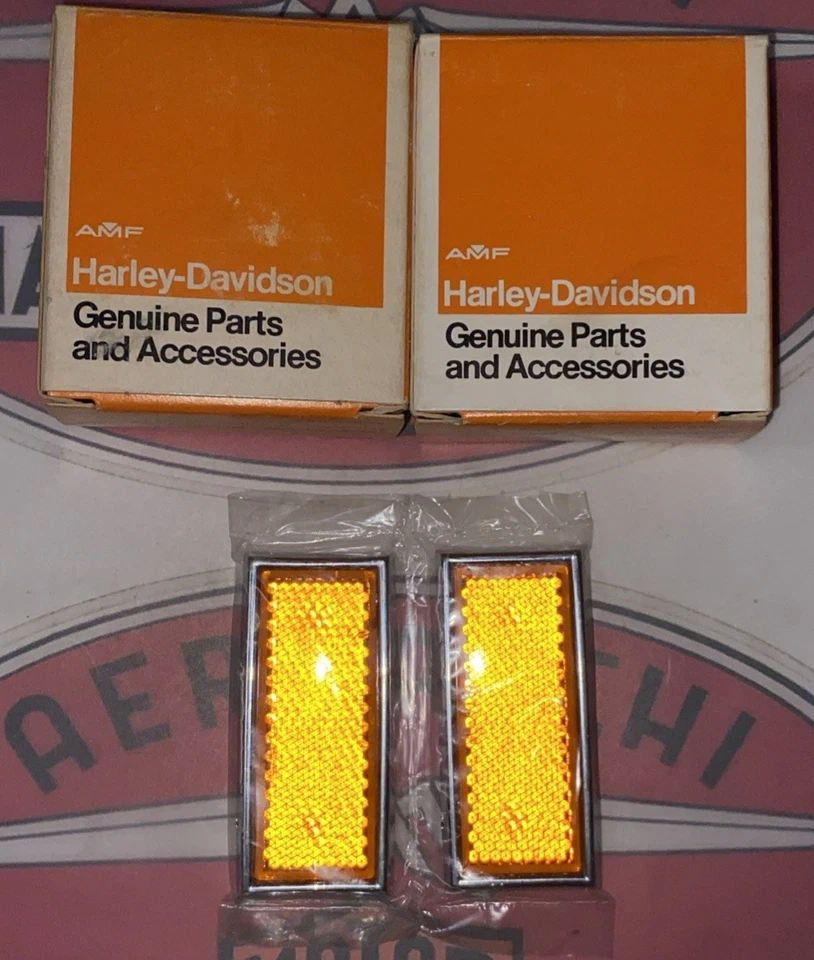 AMF
Harley-Davidson
Genuine Parts
and Accessories
AMF
Harley-Davidson
Genuine Parts
and Accessories